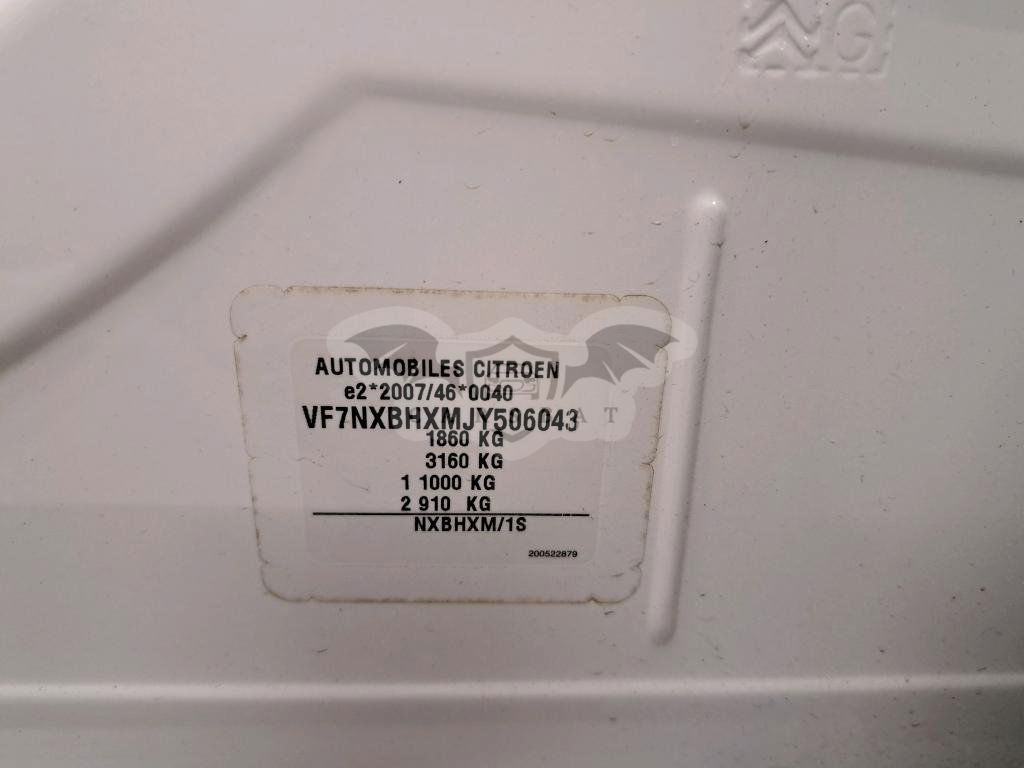 G
AUTOMOBILES CITROEN
e2*2007/46*0040
VF7NXBHXMJY506043
1860 KG
3160 KG
1 1000 KG
2 910 KG
NXBHXM/1S
200522879